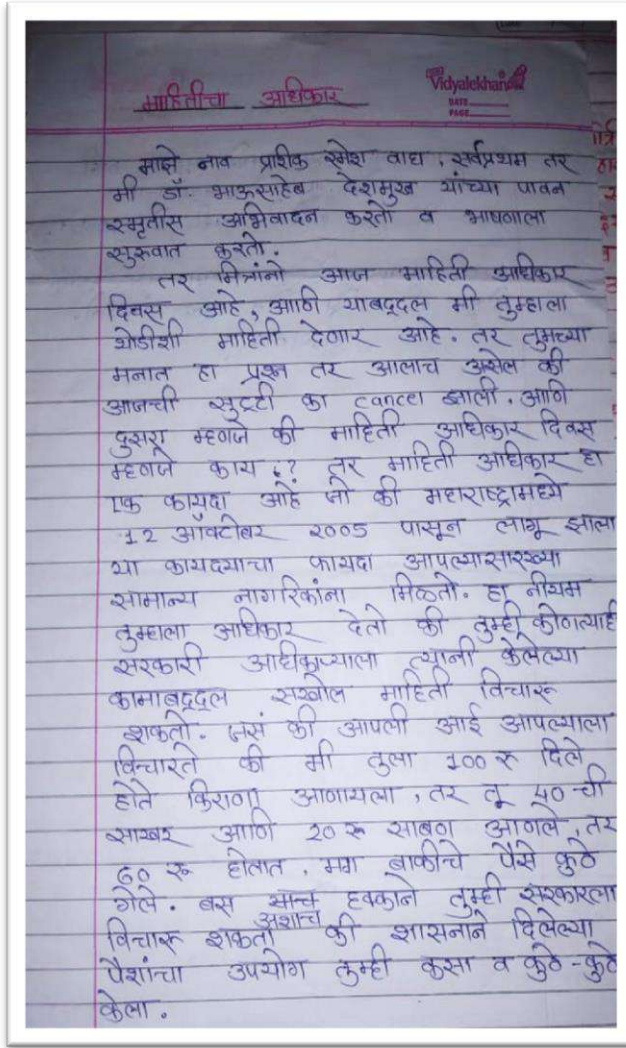 Vidyalekhan
DATE
PAGE
माहितीचा अधिकार
माझे नाव प्रतिक रमेश वाघ. सर्वप्रथम तर
मी डॉ. भाऊसाहेब देशमुख यांच्या पावन
स्मृतीस अभिवादन करतो व भाषणाला
सुरुवात करतो.
तर मित्रांनो आज माहिती अधिकार
दिवस आहे, आणि याबद्दल मी तुम्हाला
थोडीशी माहिती देणार आहे. तर तुमच्या
मनात हा प्रश्न तर आलाच असेल की
आजची सुट्टी का cancel झाली. आणि
दुसरा म्हणजे की माहिती अधिकार दिवस
म्हणजे काय ?? तर माहिती अधिकार हा
एक कायदा आहे जो की महाराष्ट्रामध्ये
12 ऑक्टोबर 2005 पासून लागू झाला
या कायद्याचा फायदा आपल्यासारख्या
सामान्य नागरिकांना मिळतो. हा नीयम
तुम्हाला अधिकार देतो की तुम्ही कोणत्याही
सरकारी अधीकाऱ्याला त्यानी केलेल्या
कामाबद्दल सखोल माहिती विचारू
शकतो. जसं की आपली आई आपल्याला
विचारते की मी तुला 100 रु दिले
होते किराणा आणायला, तर तू 40 ची
साखर आणि 20 रू साबण आणले, तर
60 रू होतात. मग बाकीचे पैसे कुठे
गेले. बस अशाच हक्काने तुम्ही सरकारला
विचारू शकता की शासनाने दिलेल्या
पैशांचा उपयोग तुम्ही कसा व कुठे-कुठे
केला.